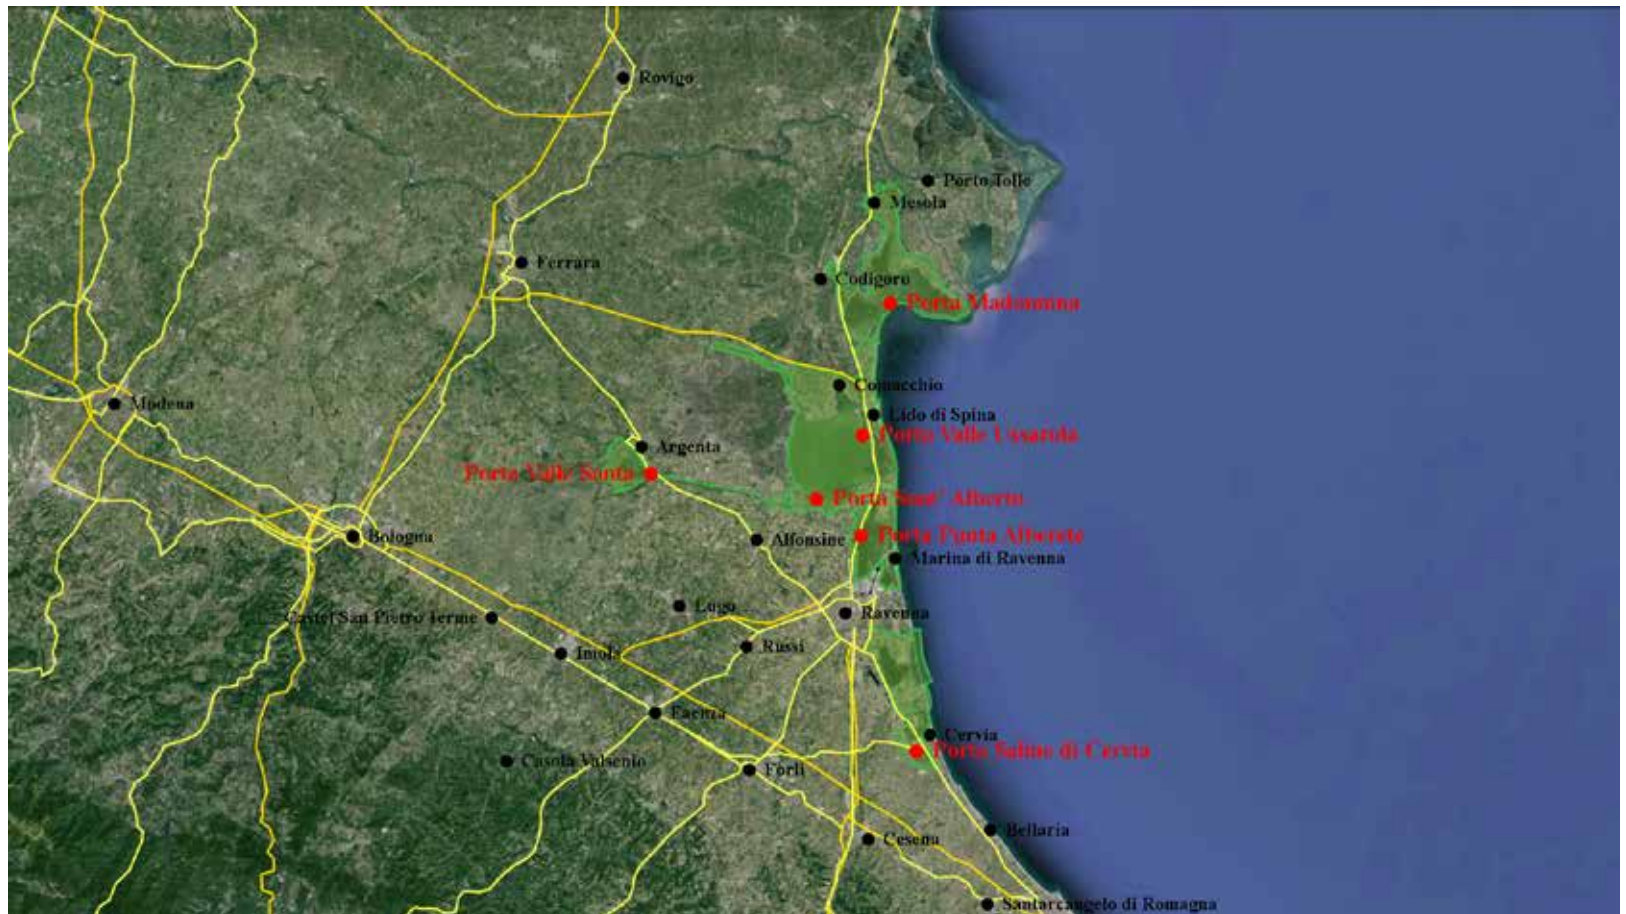 Rovigo
Porto Tolle
Mesola
Ferrara
Codigoro
Porta Madonnina
Comacchio
Modena
Lido di Spina
Porta Valle Ussarola
Argenta
Porta Valle Santa
Porta Sant' Alberto
Bologna
Alfonsine
Porta Punta Alberete
Marina di Ravenna
Lugo
Ravenna
Castel San Pietro Terme
Russi
Imola
Faenza
Cervia
Porta Saline di Cervia
Casola Valsenio
Forlì
Bellaria
Cesena
Santarcangelo di Romagna